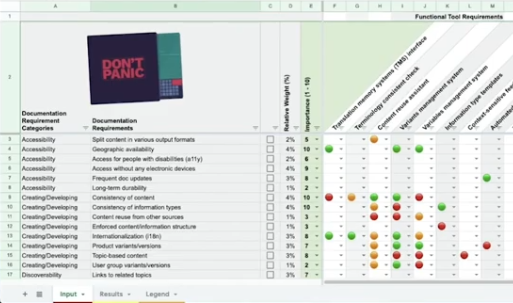 A B C D E F G H I J K L M
1 Functional Tool Requirements
DON'T
PANIC
2
Documentation Requirement Categories
Documentation Requirements
Relative Weight (%)
Importance (1 - 10)
Translation memory systems (TMS) interface
Terminology consistent check
Content reuse assistant
Variants management system
Variables management system
Information type templates
Context-sensitive
Automated
3 Accessibility Split content in various output formats 2% 5
4 Accessibility Geographic availability 4% 10
5 Accessibility Access for people with disabilities (a11y) 2% 6
6 Accessibility Access without any electronic devices 4% 9
7 Accessibility Frequent doc updates 3% 8
8 Accessibility Long-term durability 1% 2
9 Creating/Developing Consistency of content 4% 10
10 Creating/Developing Consistency of information types 4% 10
11 Creating/Developing Content reuse from other sources 1% 3
12 Creating/Developing Enforced content/information structure 1% 3
13 Creating/Developing Internationalization (i18n) 3% 8
14 Creating/Developing Product variants/versions 3% 7
15 Creating/Developing Topic-based content 3% 8
16 Creating/Developing User group variants/versions 1% 2
17 Discoverability Links to related topics 3% 7
+ Input Results Legend